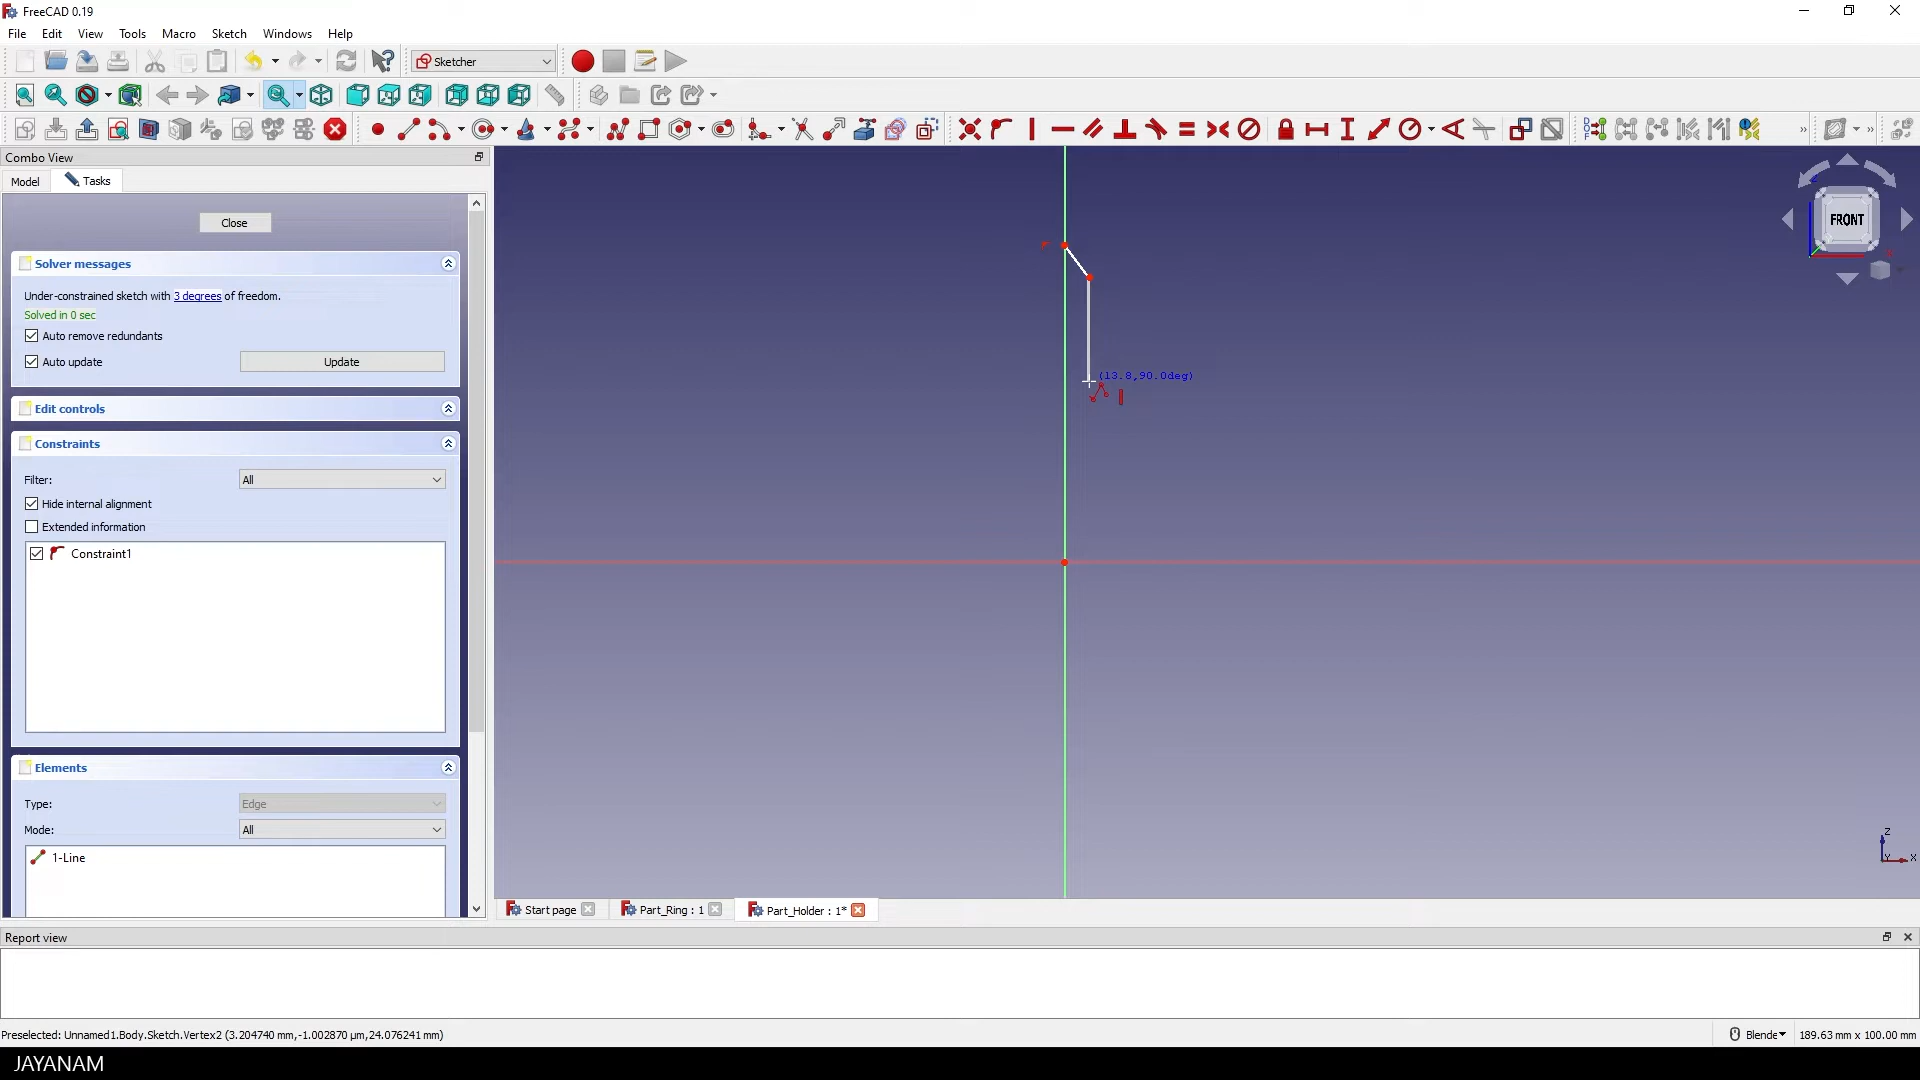 FreeCAD 0.19
File Edit View Tools Macro Sketch Windows Help
Sketcher
Combo View
Model Tasks
Close
Solver messages
Under-constrained sketch with 3 degrees of freedom.
Solved in 0 sec
Auto remove redundants
Auto update Update
Edit controls
Constraints
Filter: All
Hide internal alignment
Extended information
Constraint1
Elements
Type: Edge
Mode: All
1-Line
FRONT
(13.8,90.0deg)
Z
Y X
Start page Part_Ring : 1 Part_Holder : 1*
Report view
Preselected: Unnamed1.Body.Sketch.Vertex2 (3.204740 mm,-1.002870 µm,24.076241 mm)
Blende 189.63 mm x 100.00 mm
JAYANAM